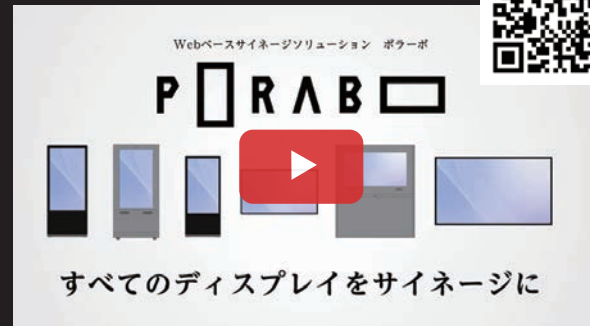 Webベースサイネージソリューション ポラーボ
PORABO
すべてのディスプレイをサイネージに